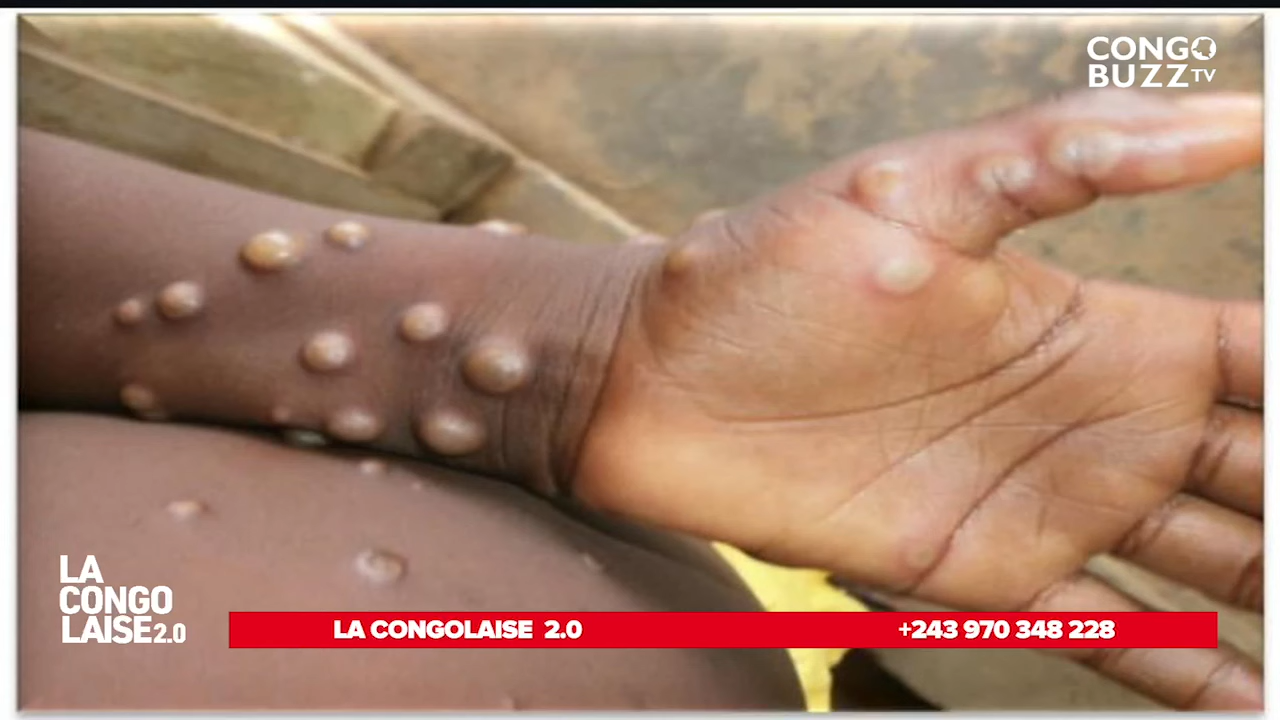 CONGO
BUZZ TV
LA
CONGO
LAISE 2.0
LA CONGOLAISE 2.0
+243 970 348 228